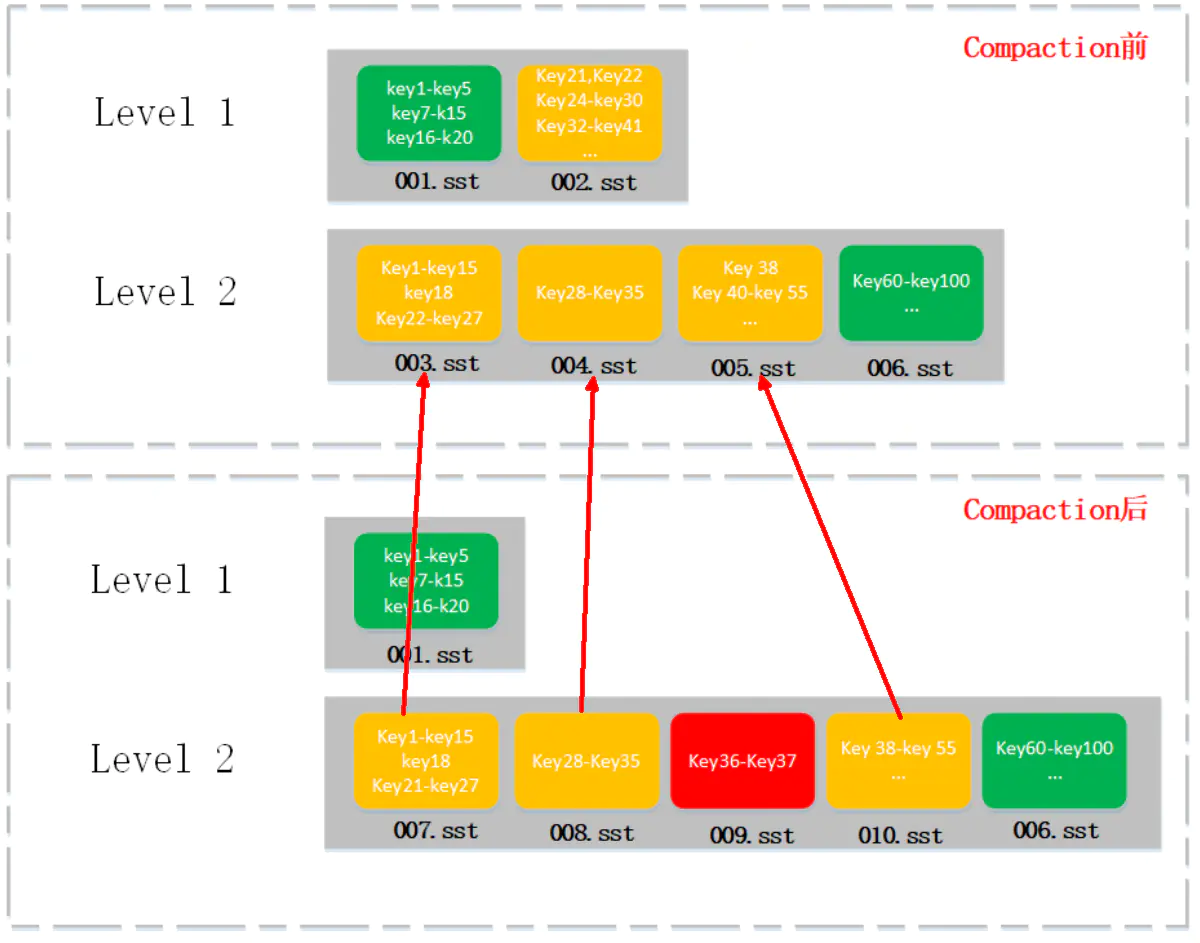 Compaction前
Level 1
key1-key5
key7-k15
key16-k20
001.sst
Key21,Key22
Key24-key30
Key32-key41
...
002.sst
Level 2
Key1-key15
key18
Key22-key27
003.sst
Key28-Key35
004.sst
Key 38
Key 40-key 55
...
005.sst
Key60-key100
...
006.sst
Compaction后
Level 1
key1-key5
key7-k15
key16-k20
001.sst
Level 2
Key1-key15
key18
Key21-key27
007.sst
Key28-Key35
008.sst
Key36-Key37
009.sst
Key 38-key 55
...
010.sst
Key60-key100
...
006.sst